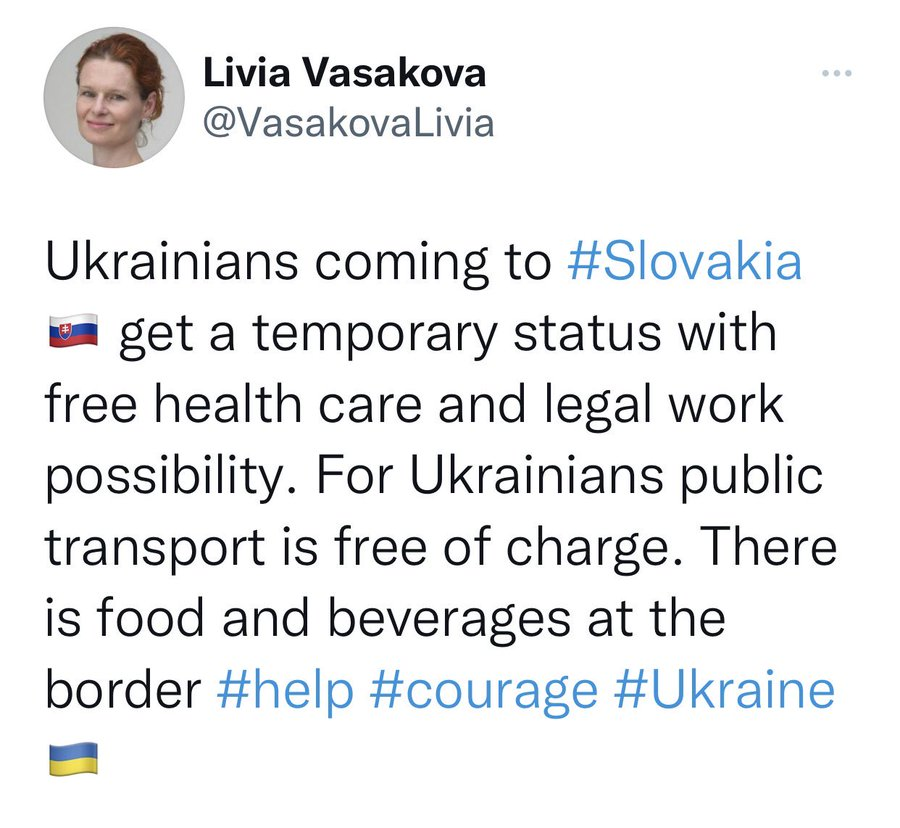 Livia Vasakova
@VasakovaLivia
Ukrainians coming to #Slovakia
🇸🇰 get a temporary status with
free health care and legal work
possibility. For Ukrainians public
transport is free of charge. There
is food and beverages at the
border #help #courage #Ukraine
🇺🇦